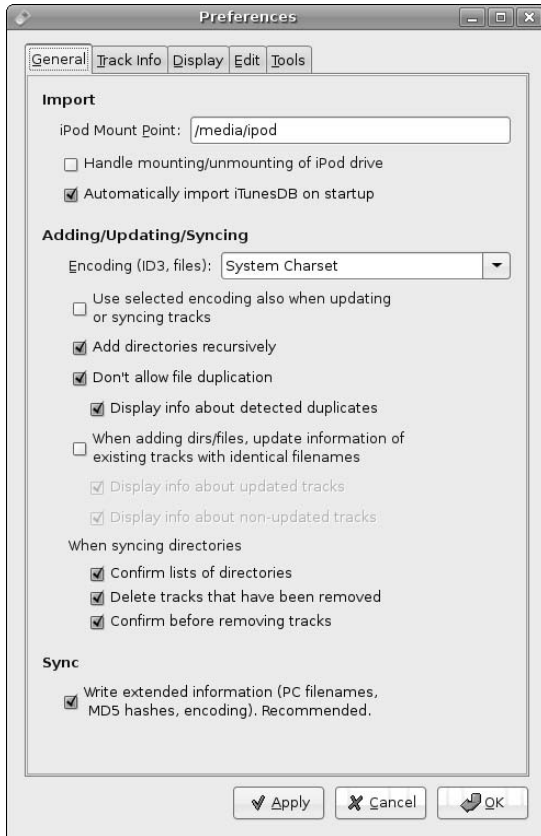 Preferences
General Track Info Display Edit Tools
Import
iPod Mount Point: /media/ipod
Handle mounting/unmounting of iPod drive
Automatically import iTunesDB on startup
Adding/Updating/Syncing
Encoding (ID3, files): System Charset
Use selected encoding also when updating
or syncing tracks
Add directories recursively
Don't allow file duplication
Display info about detected duplicates
When adding dirs/files, update information of
existing tracks with identical filenames
Display info about updated tracks
Display info about non-updated tracks
When syncing directories
Confirm lists of directories
Delete tracks that have been removed
Confirm before removing tracks
Sync
Write extended information (PC filenames,
MD5 hashes, encoding). Recommended.
Apply Cancel OK